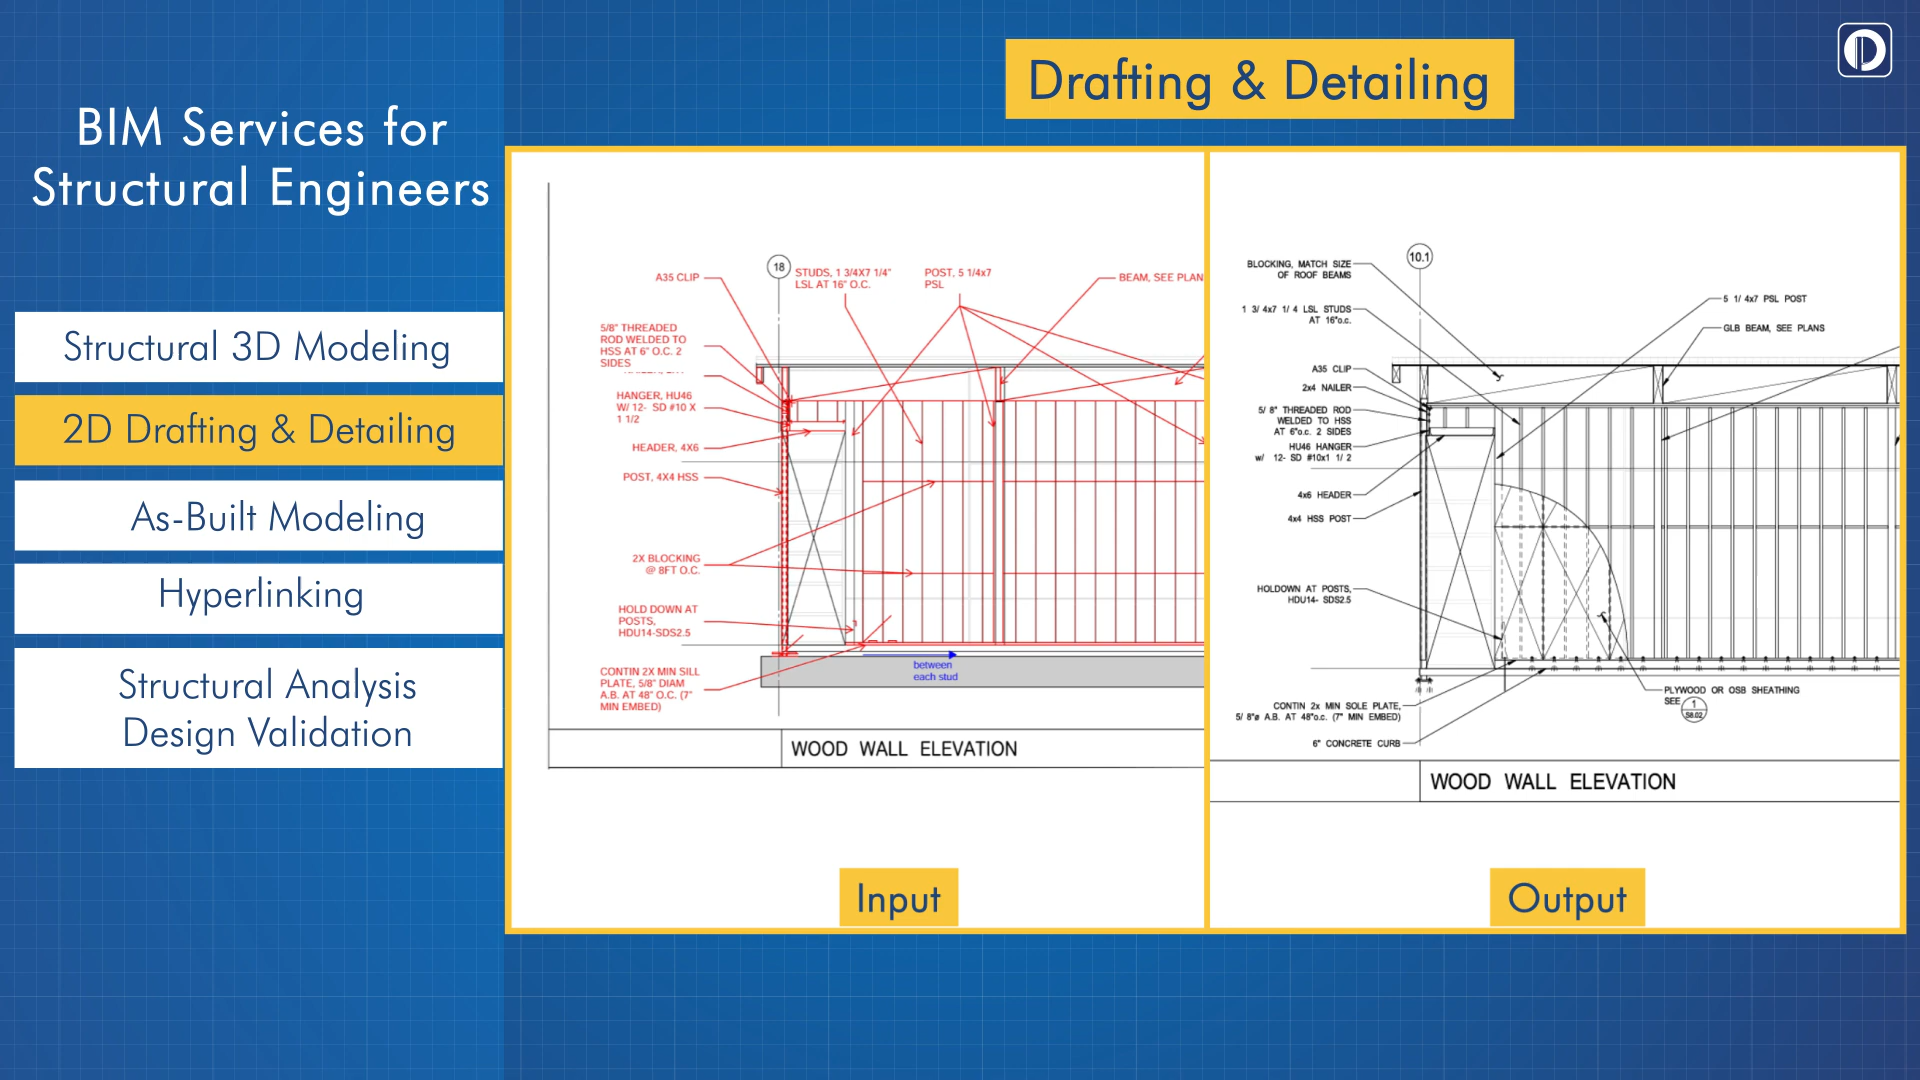 BIM Services for
Structural Engineers
Structural 3D Modeling
2D Drafting & Detailing
As-Built Modeling
Hyperlinking
Structural Analysis
Design Validation
Drafting & Detailing
18
A35 CLIP
STUDS, 1 3/4X7 1/4"
LSL AT 16" O.C.
POST, 5 1/4x7
PSL
BEAM, SEE PLAN
5/8" THREADED
ROD WELDED TO
HSS AT 6" O.C. 2
SIDES
HANGER, HU46
W/ 12- SD #10 X
1 1/2
HEADER, 4X6
POST, 4X4 HSS
2X BLOCKING
@ 8FT O.C.
HOLD DOWN AT
POSTS,
HDU14-SDS2.5
CONTIN 2X MIN SILL
PLATE, 5/8" DIAM
A.B. AT 48" O.C. (7"
MIN EMBED)
between
each stud
WOOD WALL ELEVATION
Input
10.1
BLOCKING, MATCH SIZE
OF ROOF BEAMS
1 3/ 4x7 1/ 4 LSL STUDS
AT 16"o.c.
5 1/ 4x7 PSL POST
GLB BEAM, SEE PLANS
A35 CLIP
2x4 NAILER
5/ 8" THREADED ROD
WELDED TO HSS
AT 6"o.c. 2 SIDES
HU46 HANGER
w/ 12- SD #10x1 1/ 2
4x6 HEADER
4x4 HSS POST
HOLDOWN AT POSTS,
HDU14- SDS2.5
PLYWOOD OR OSB SHEATHING
SEE
1
S8.02
CONTIN 2x MIN SOLE PLATE,
5/ 8"ø A.B. AT 48"o.c. (7" MIN EMBED)
6" CONCRETE CURB
WOOD WALL ELEVATION
Output